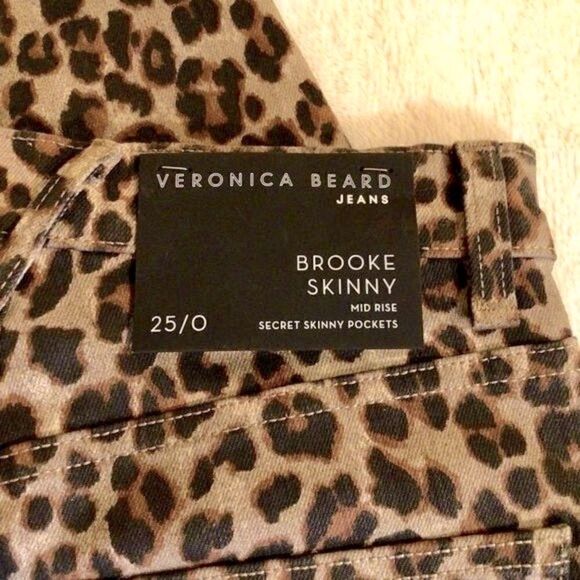 VERONICA BEARD
JEANS
BROOKE
SKINNY
MID RISE
25/0
SECRET SKINNY POCKETS